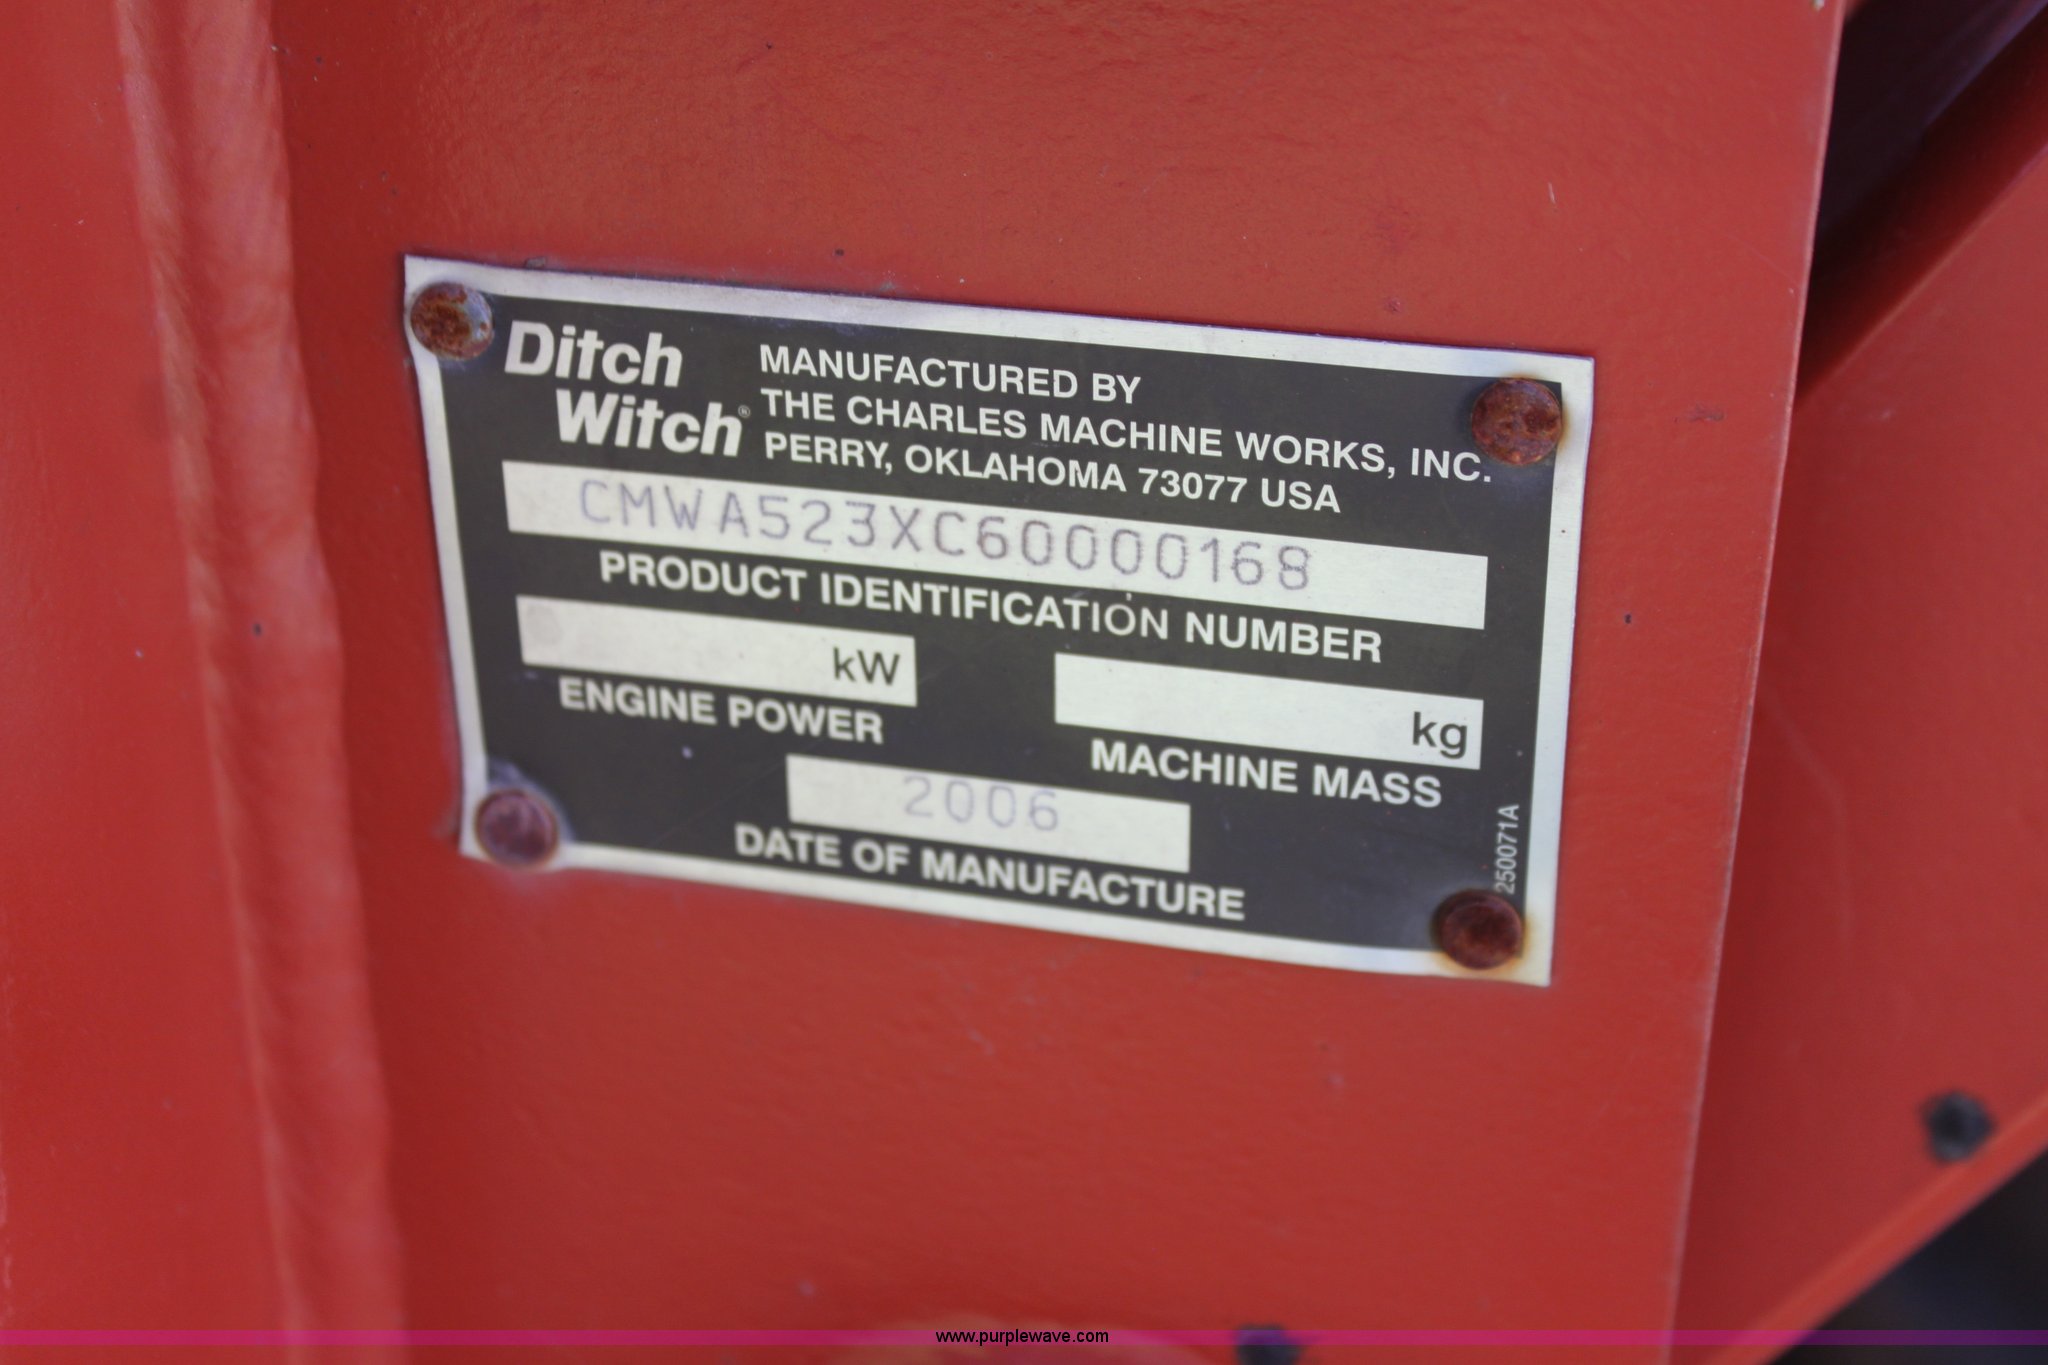 Ditch
Witch®
MANUFACTURED BY
THE CHARLES MACHINE WORKS, INC.
PERRY, OKLAHOMA 73077 USA
CMWA523XC60000168
PRODUCT IDENTIFICATION NUMBER
kW
ENGINE POWER
kg
MACHINE MASS
2006
DATE OF MANUFACTURE
250071A
www.purplewave.com